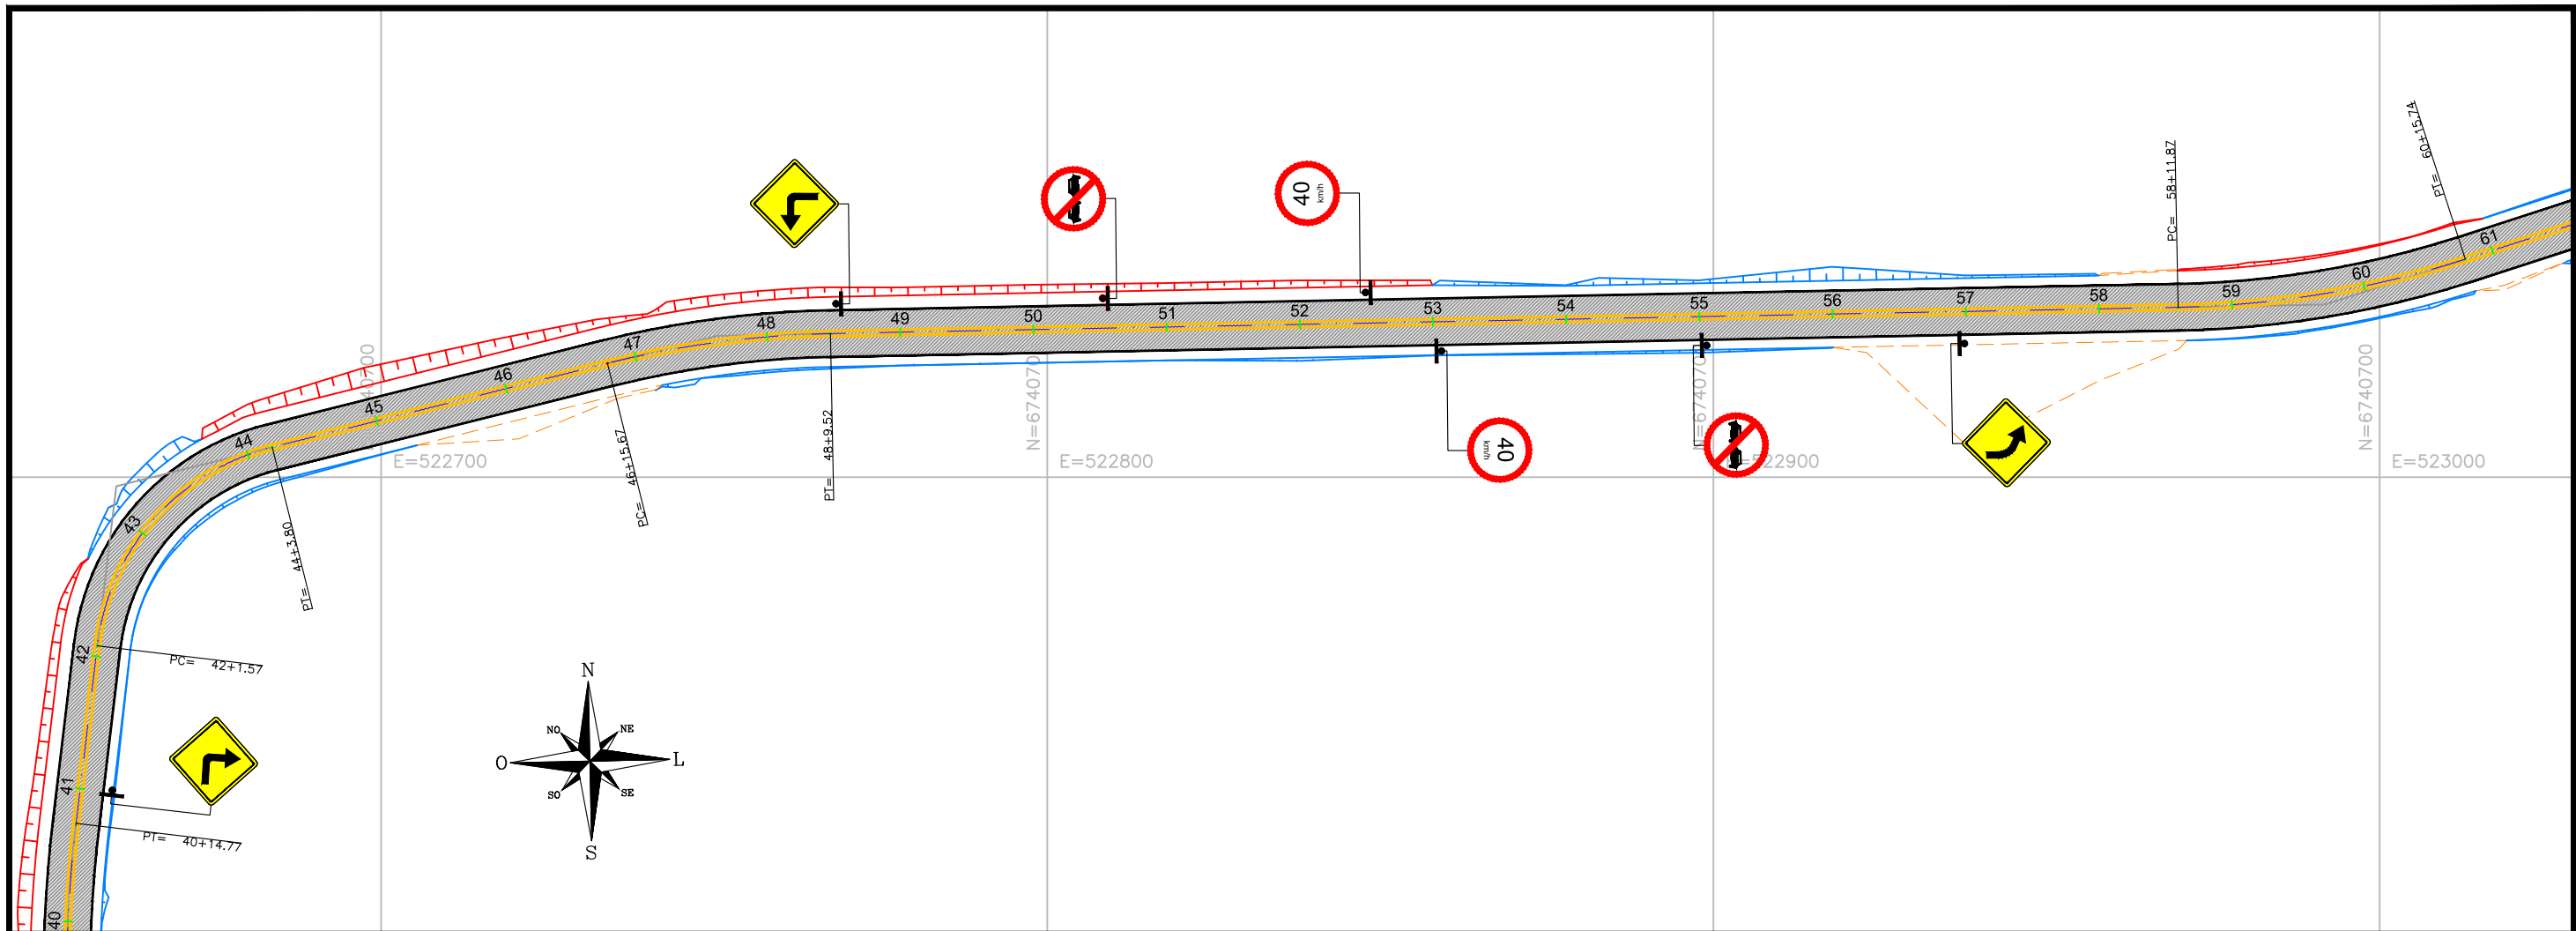 PI= 60+15.74
PC= 58+11.87
40
km/h
61
60
59
58
57
56
55
54
53
52
51
50
49
48
47
46
45
44
43
42
41
40
N=6740700
N=6740700
E=522700
E=522800
E=522900
E=523000
40
km/h
PT= 48+9.52
PC= 46+15.67
PT= 44+3.80
PC= 42+1.57
PT= 40+14.77
N
NO
NE
O
L
SO
SE
S